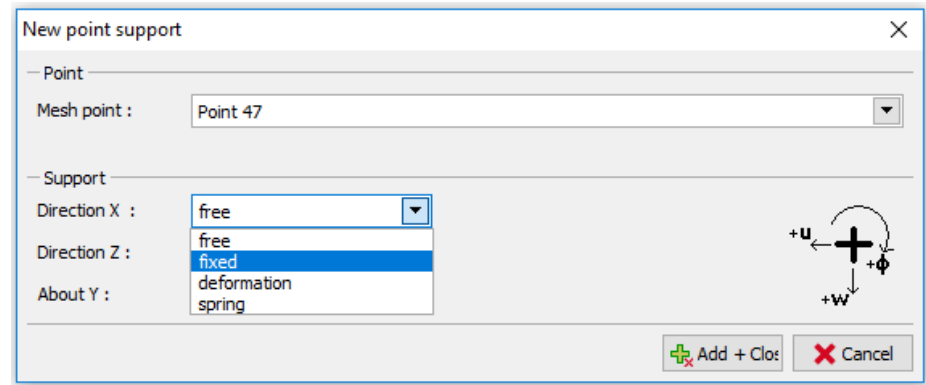 New point support
Point
Mesh point :
Point 47
Support
Direction X :
free
free
Direction Z :
fixed
deformation
About Y :
spring
+u
+ϕ
+w
Add + Clos
Cancel